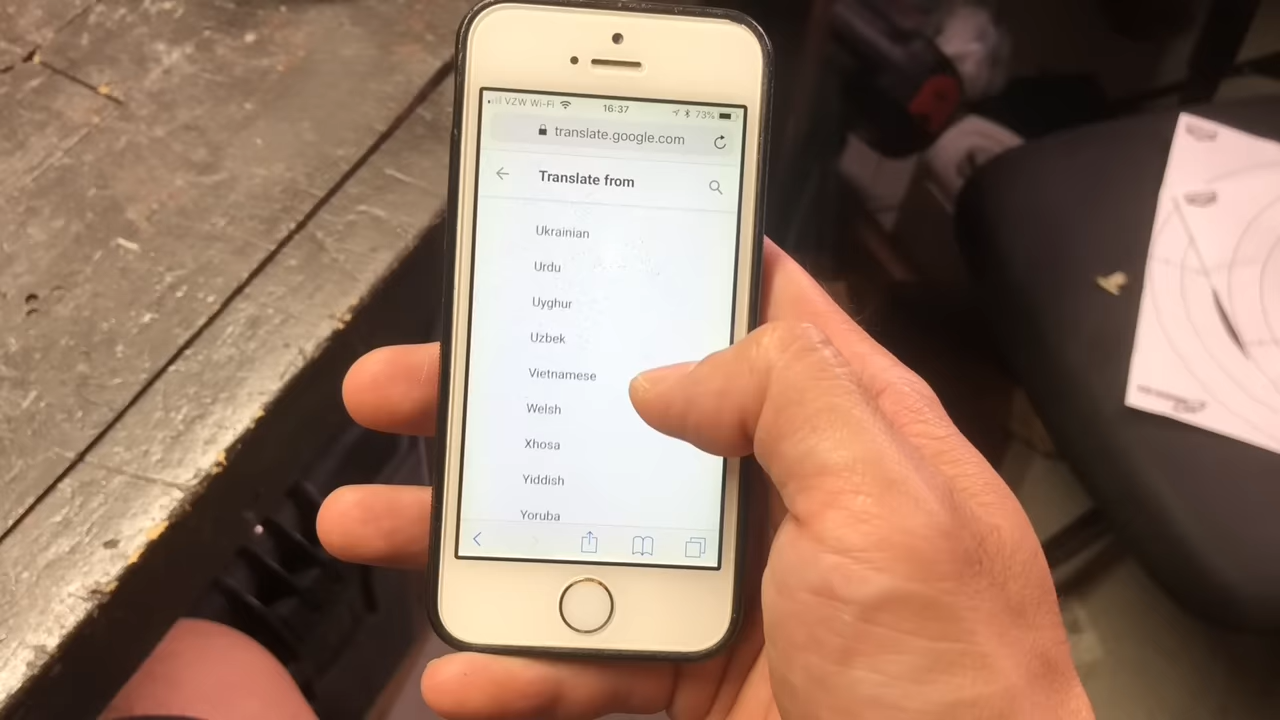 VZW Wi-Fi 16:37 73%
translate.google.com
Translate from
Ukrainian
Urdu
Uyghur
Uzbek
Vietnamese
Welsh
Xhosa
Yiddish
Yoruba